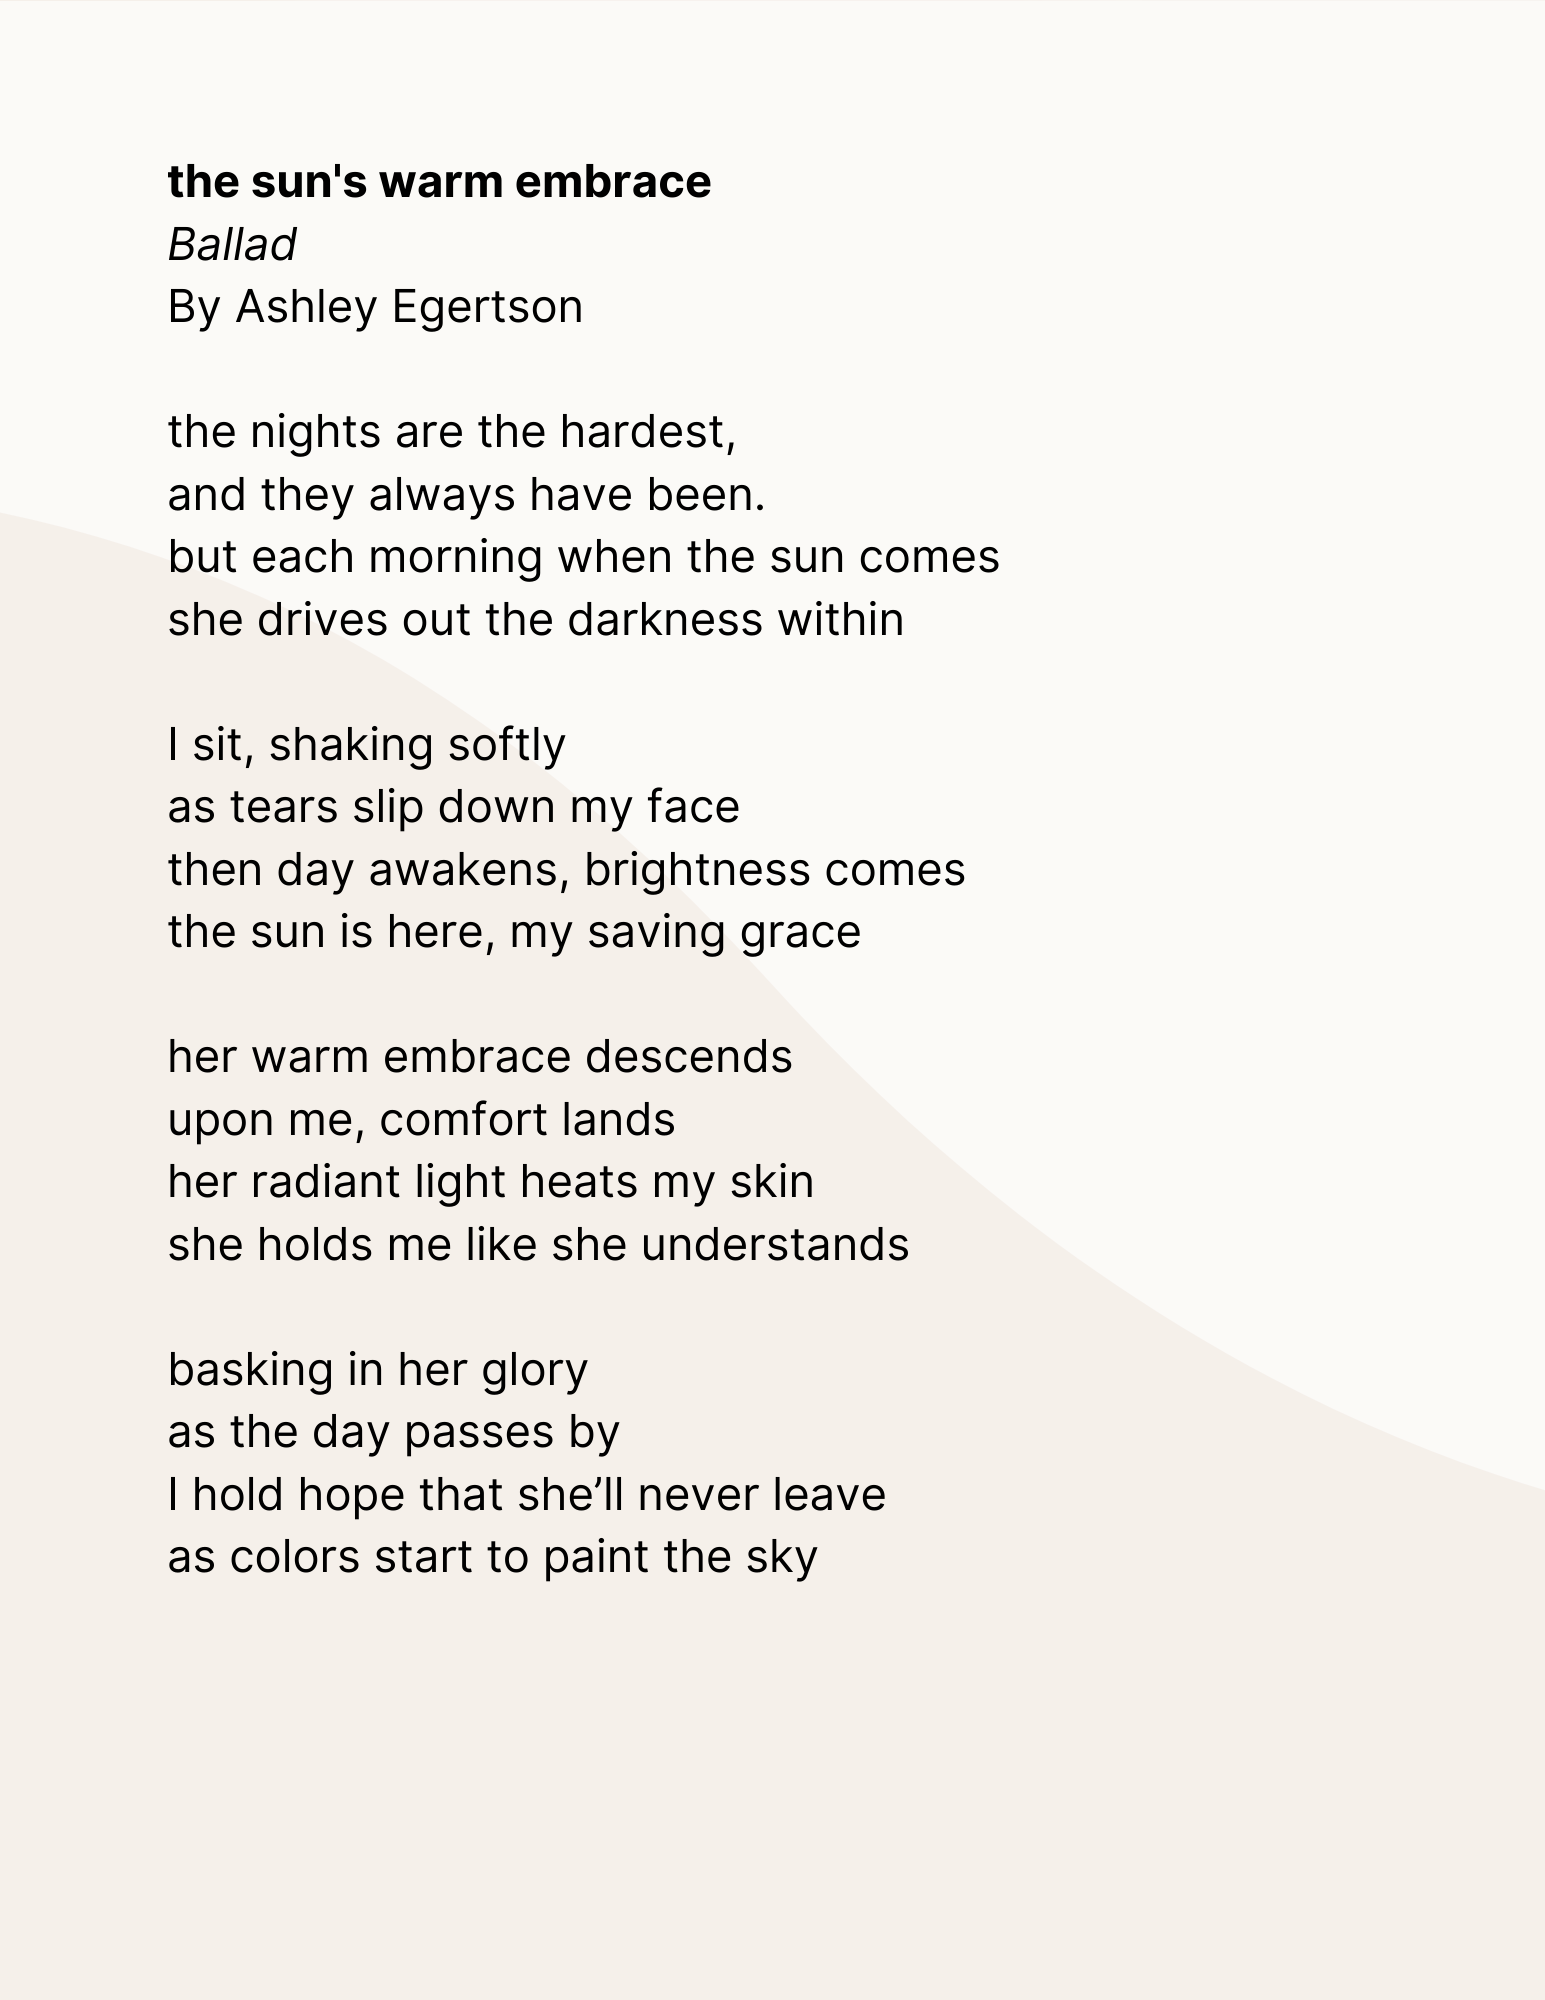 the sun's warm embrace
Ballad
By Ashley Egertson
the nights are the hardest,
and they always have been.
but each morning when the sun comes
she drives out the darkness within
I sit, shaking softly
as tears slip down my face
then day awakens, brightness comes
the sun is here, my saving grace
her warm embrace descends
upon me, comfort lands
her radiant light heats my skin
she holds me like she understands
basking in her glory
as the day passes by
I hold hope that she’ll never leave
as colors start to paint the sky